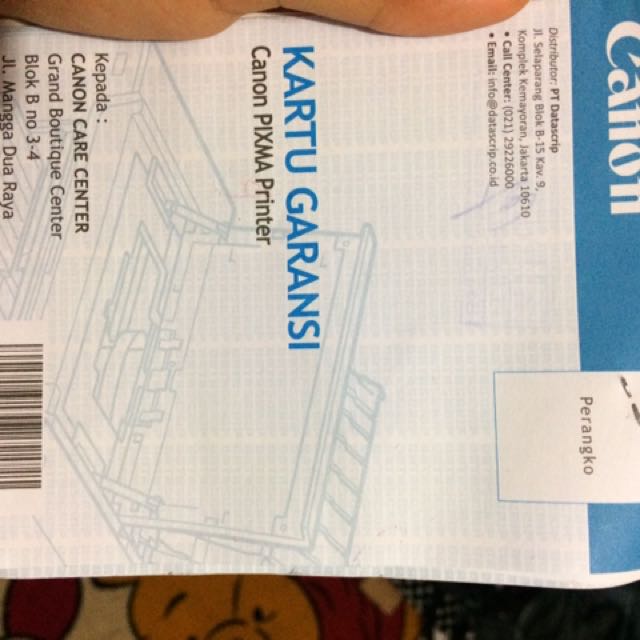 Canon
Distributor: PT Datascrip
Jl. Selaparang Blok B-15 Kav. 9,
Komplek Kemayoran, Jakarta 10610
• Call Center: (021) 29226000
• Email: info@datascrip.co.id
Perangko
KARTU GARANSI
Canon PIXMA Printer
Kepada :
CANON CARE CENTER
Grand Boutique Center
Blok B no 3-4
Jl. Mangga Dua Raya